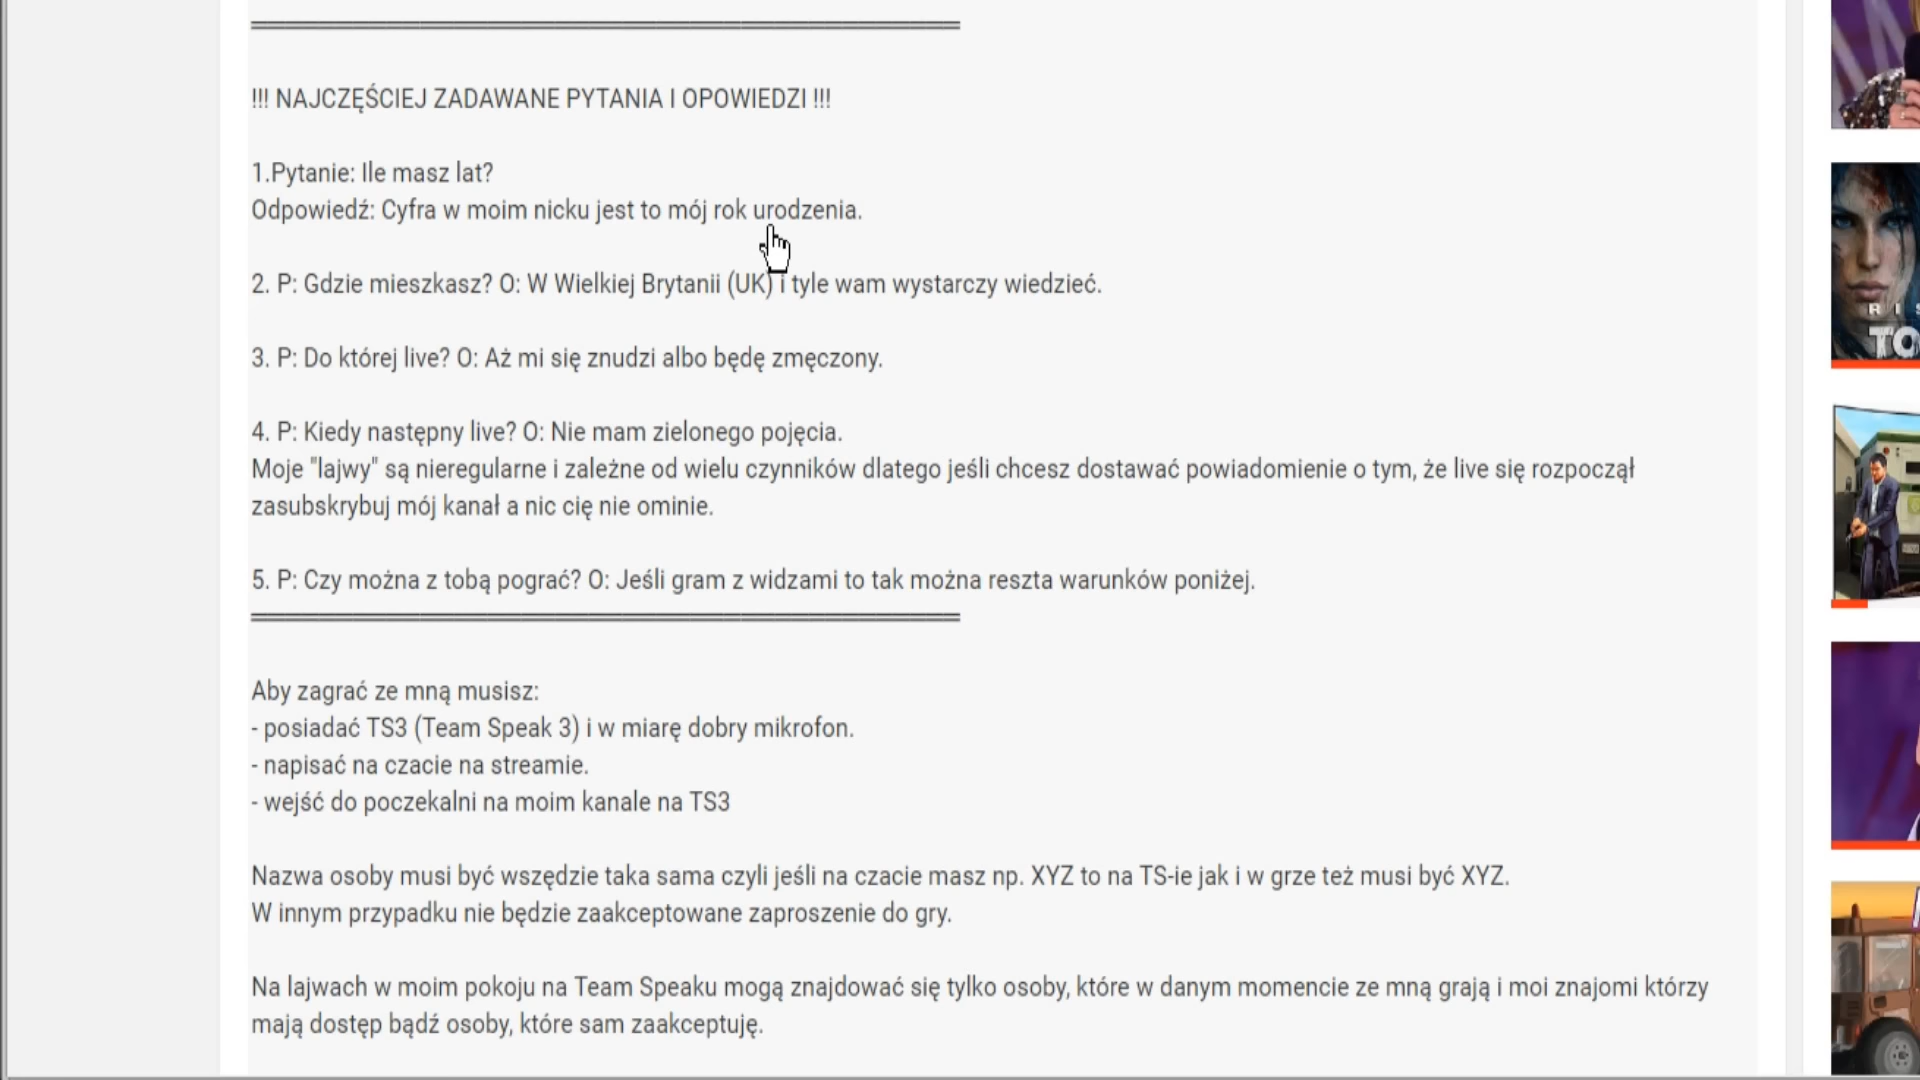 !!! NAJCZĘŚCIEJ ZADAWANE PYTANIA I OPOWIEDZI !!!
1.Pytanie: Ile masz lat?
Odpowiedź: Cyfra w moim nicku jest to mój rok urodzenia.
2. P: Gdzie mieszkasz? O: W Wielkiej Brytanii (UK) i tyle wam wystarczy wiedzieć.
3. P: Do której live? O: Aż mi się znudzi albo będę zmęczony.
4. P: Kiedy następny live? O: Nie mam zielonego pojęcia.
Moje "lajwy" są nieregularne i zależne od wielu czynników dlatego jeśli chcesz dostawać powiadomienie o tym, że live się rozpoczął
zasubskrybuj mój kanał a nic cię nie ominie.
5. P: Czy można z tobą pograć? O: Jeśli gram z widzami to tak można reszta warunków poniżej.
Aby zagrać ze mną musisz:
- posiadać TS3 (Team Speak 3) i w miarę dobry mikrofon.
- napisać na czacie na streamie.
- wejść do poczekalni na moim kanale na TS3
Nazwa osoby musi być wszędzie taka sama czyli jeśli na czacie masz np. XYZ to na TS-ie jak i w grze też musi być XYZ.
W innym przypadku nie będzie zaakceptowane zaproszenie do gry.
Na lajwach w moim pokoju na Team Speaku mogą znajdować się tylko osoby, które w danym momencie ze mną grają i moi znajomi którzy
mają dostęp bądź osoby, które sam zaakceptuję.